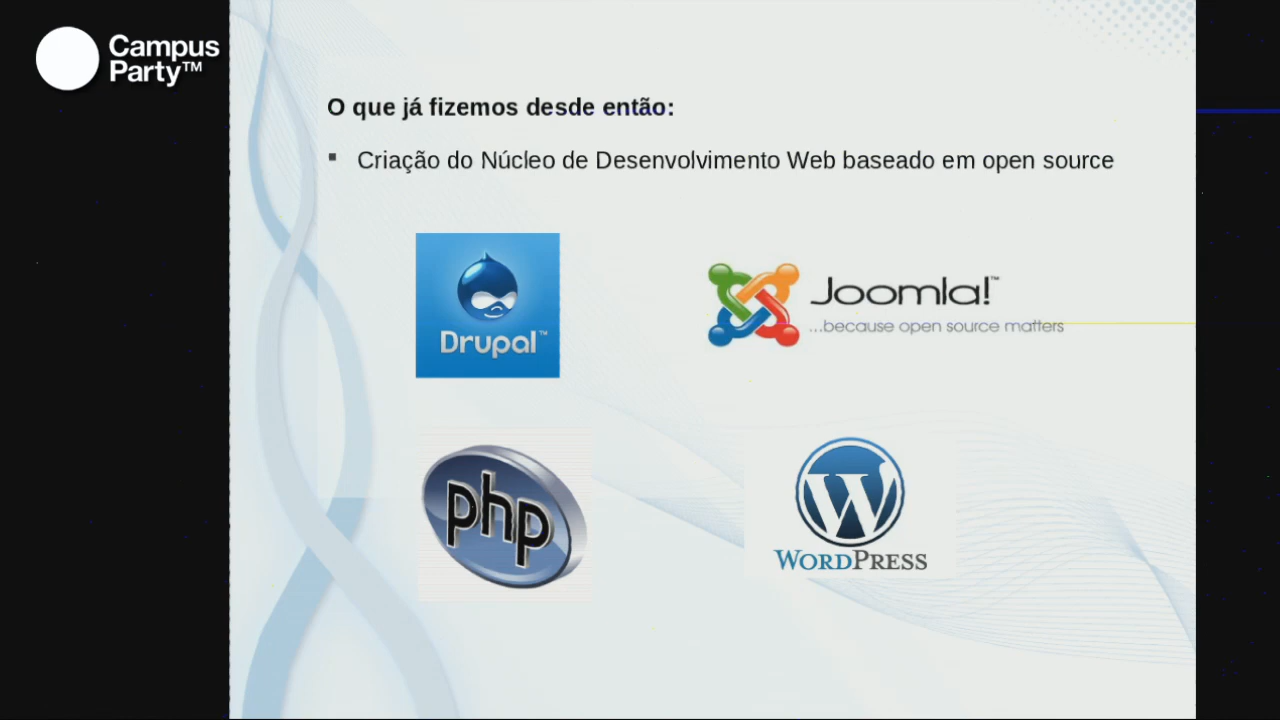 Campus
Party™
O que já fizemos desde então:
Criação do Núcleo de Desenvolvimento Web baseado em open source
Drupal™
Joomla!™
...because open source matters
php
WORDPRESS